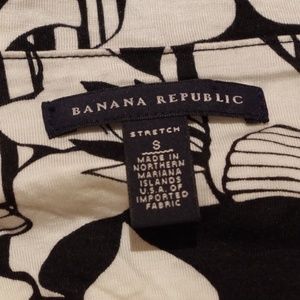 BANANA REPUBLIC
STRETCH
S
MADE IN
NORTHERN
MARIANA
ISLANDS
U.S.A. OF
IMPORTED
FABRIC